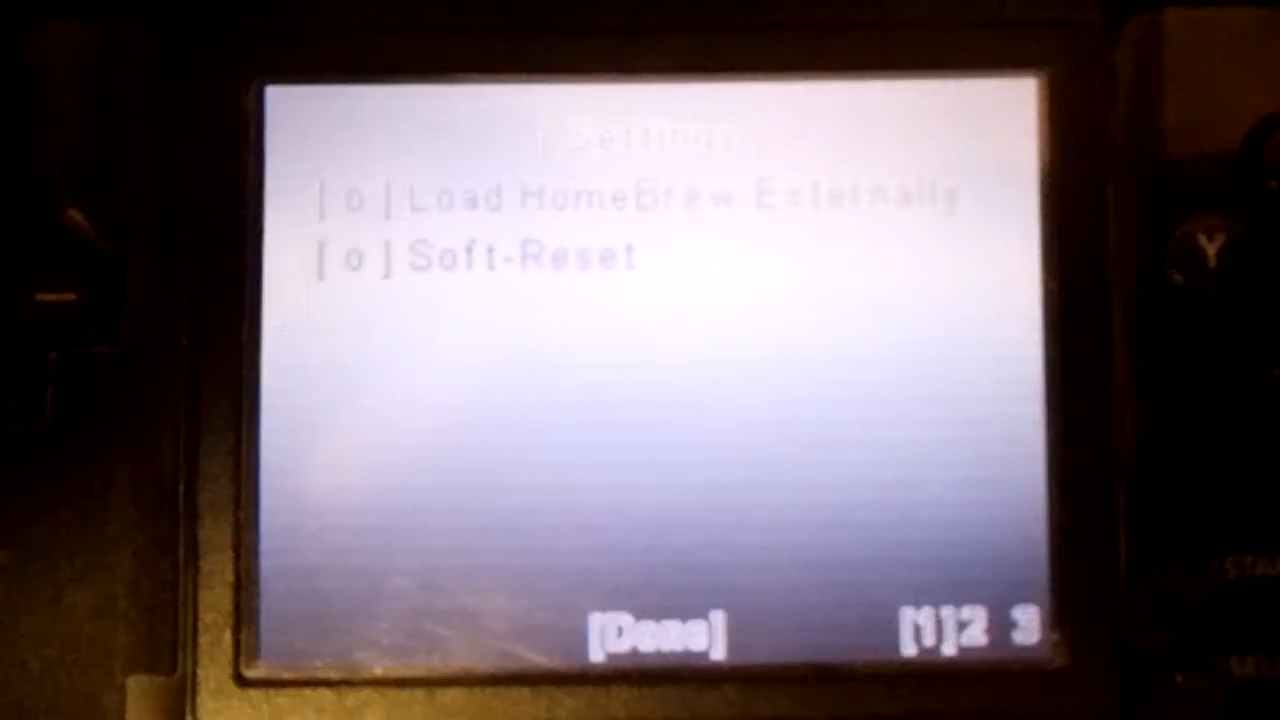 [ Settings ]
[ o ] Load HomeBrew Externally
[ o ] Soft-Reset
Y
[Done]
[1]2 3